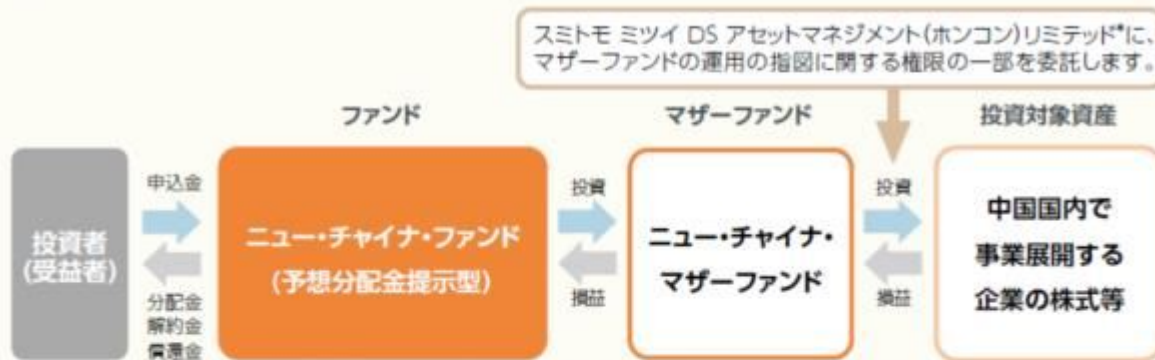 スミトモ ミツイ DS アセットマネジメント(ホンコン)リミテッド*に、
マザーファンドの運用の指図に関する権限の一部を委託します。
ファンド
マザーファンド
投資対象資産
投資者
(受益者)
申込金
分配金
解約金
償還金
ニュー・チャイナ・ファンド
(予想分配金提示型)
投資
損益
ニュー・チャイナ・
マザーファンド
投資
損益
中国国内で
事業展開する
企業の株式等